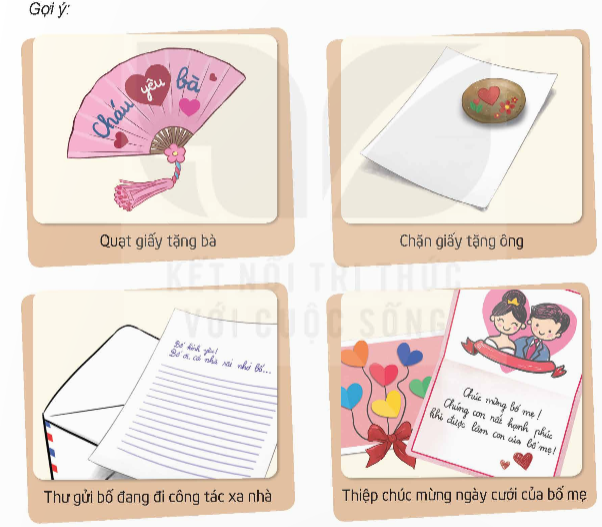 Gợi ý:
Cháu yêu bà
Quạt giấy tặng bà
Chặn giấy tặng ông
KẾT NỐI TRI THỨC
VỚI CUỘC SỐNG
Bố kính yêu!
Bố ơi, cả nhà rất nhớ bố...
Thư gửi bố đang đi công tác xa nhà
Chúc mừng bố mẹ!
Chúng con rất hạnh phúc
khi được làm con của bố mẹ!
Thiệp chúc mừng ngày cưới của bố mẹ